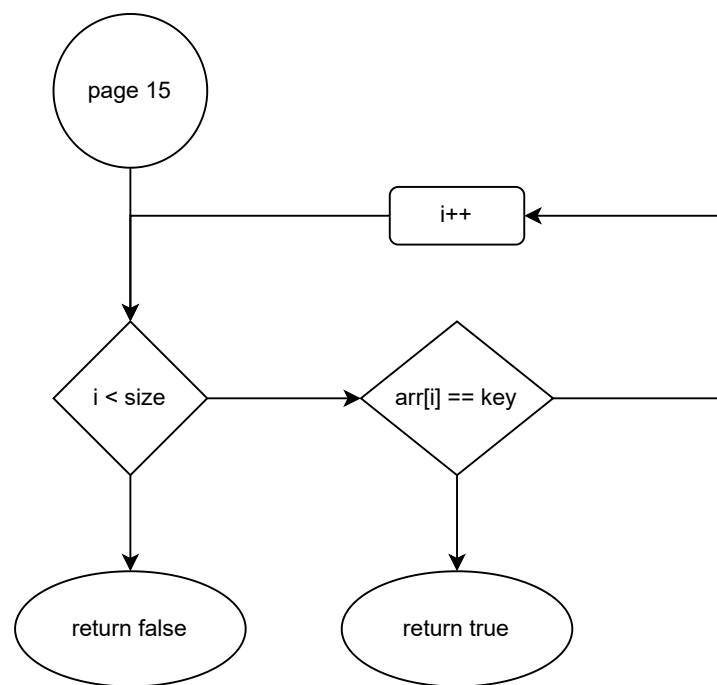 page 15
i++
i < size
arr[i] == key
return false
return true